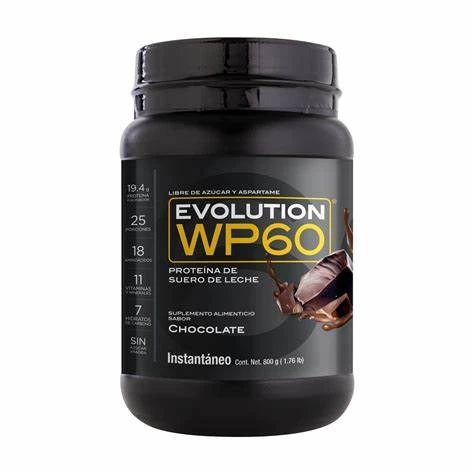 LIBRE DE AZÚCAR Y ASPARTAME
EVOLUTION
WP60®
PROTEÍNA DE
SUERO DE LECHE
SUPLEMENTO ALIMENTICIO
SABOR
CHOCOLATE
Instantáneo Cont. Net. 800 g (1.76 lb)
19.4 g
PROTEÍNA
25
PORCIONES
18
AMINOÁCIDOS
11
VITAMINAS
Y MINERALES
7
HIDRATOS
DE CARBONO
SIN
AZÚCAR